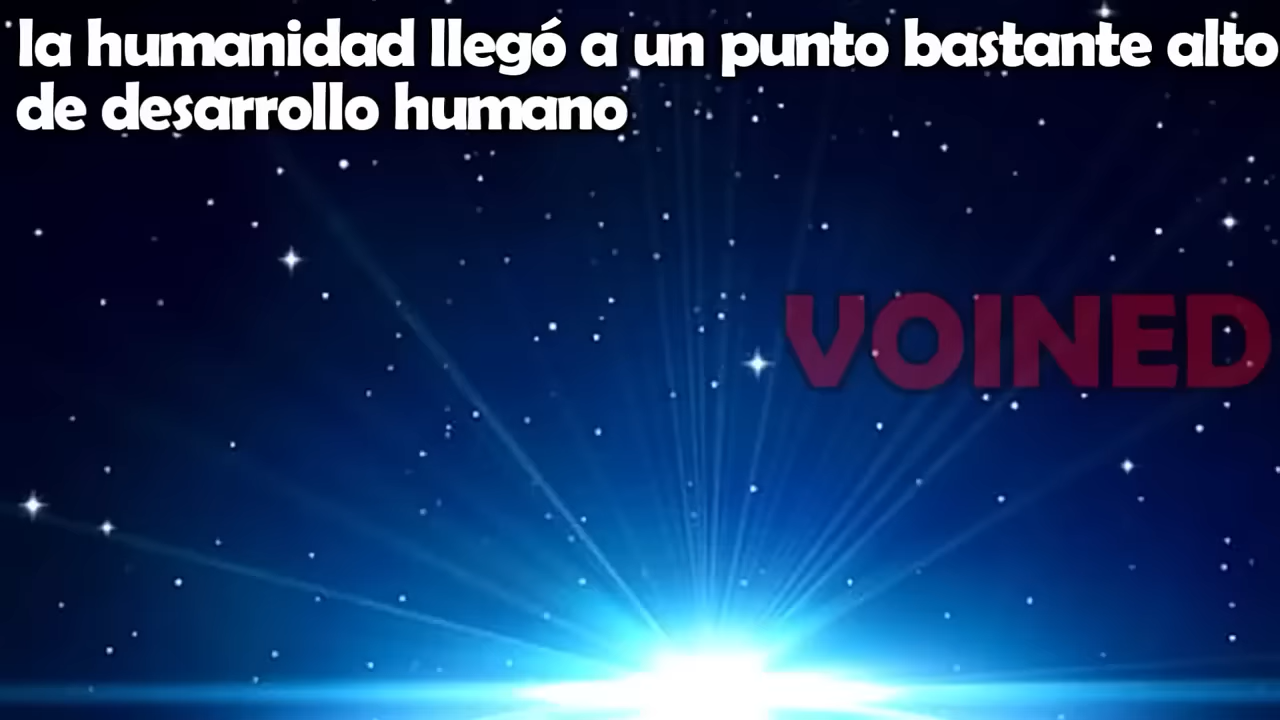 la humanidad llegó a un punto bastante alto
de desarrollo humano
VOINED